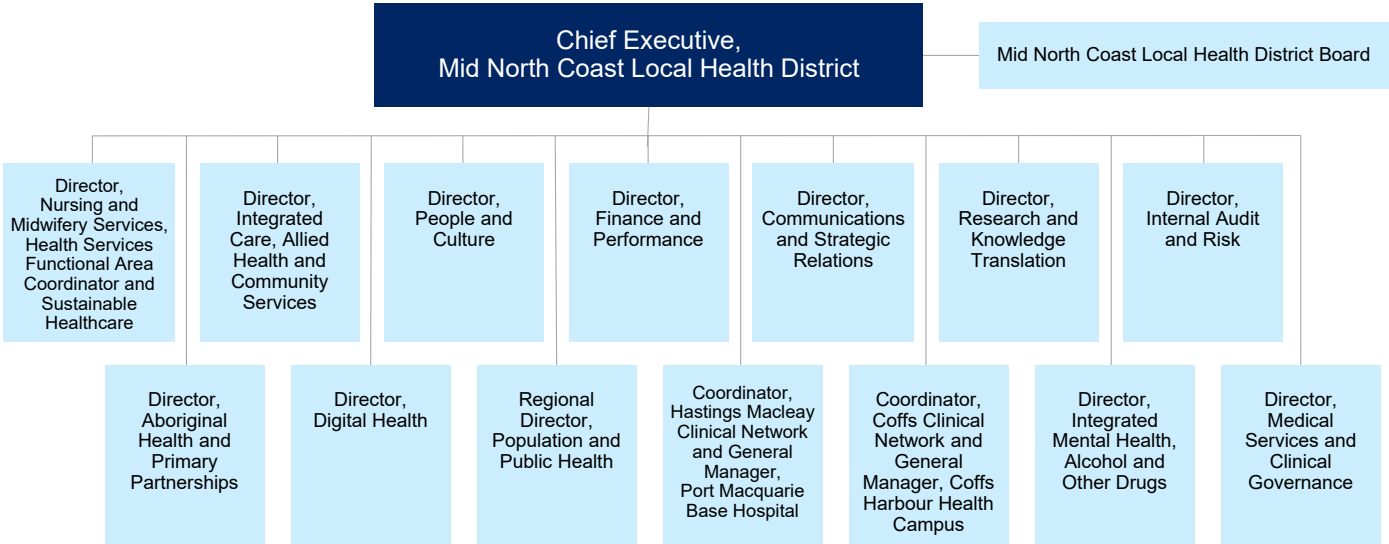 Chief Executive,
Mid North Coast Local Health District
Mid North Coast Local Health District Board
Director,
Nursing and
Midwifery Services,
Health Services
Functional Area
Coordinator and
Sustainable
Healthcare
Director,
Integrated
Care, Allied
Health and
Community
Services
Director,
People and
Culture
Director,
Finance and
Performance
Director,
Communications
and Strategic
Relations
Director,
Research and
Knowledge
Translation
Director,
Internal Audit
and Risk
Director,
Aboriginal
Health and
Primary
Partnerships
Director,
Digital Health
Regional
Director,
Population and
Public Health
Coordinator,
Hastings Macleay
Clinical Network
and General
Manager,
Port Macquarie
Base Hospital
Coordinator,
Coffs Clinical
Network and
General
Manager, Coffs
Harbour Health
Campus
Director,
Integrated
Mental Health,
Alcohol and
Other Drugs
Director,
Medical
Services and
Clinical
Governance